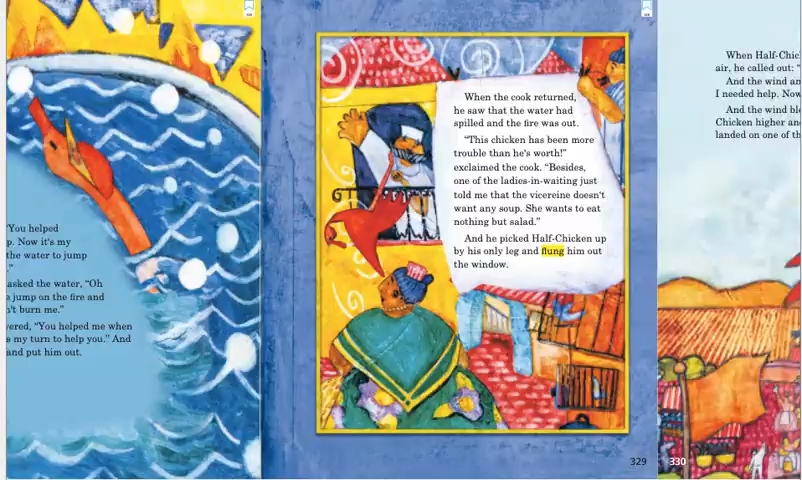 "You helped
p. Now it's my
the water to jump
."
asked the water, "Oh
jump on the fire and
't burn me."
vered, "You helped me when
s my turn to help you." And
and put him out.
When the cook returned,
he saw that the water had
spilled and the fire was out.
"This chicken has been more
trouble than he's worth!"
exclaimed the cook. "Besides,
one of the ladies-in-waiting just
told me that the vicereine doesn't
want any soup. She wants to eat
nothing but salad."
And he picked Half-Chicken up
by his only leg and flung him out
the window.
329
330
When Half-Chic
air, he called out: "
And the wind an
I needed help. Now
And the wind ble
Chicken higher and
landed on one of th